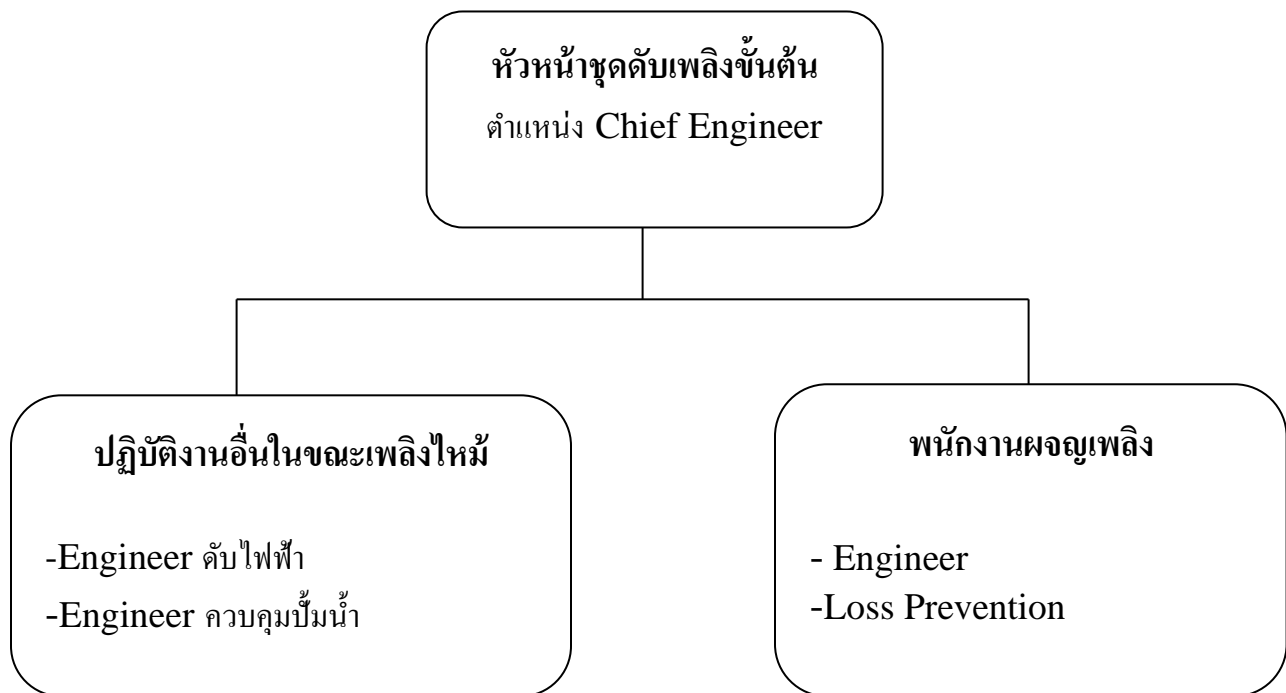 หัวหน้าชุดดับเพลิงขั้นต้น
ตำแหน่ง Chief Engineer
ปฏิบัติงานอื่นในขณะเพลิงไหม้
-Engineer ดับไฟฟ้า
-Engineer ควบคุมปั้มน้ำ
พนักงานผจญเพลิง
- Engineer
-Loss Prevention